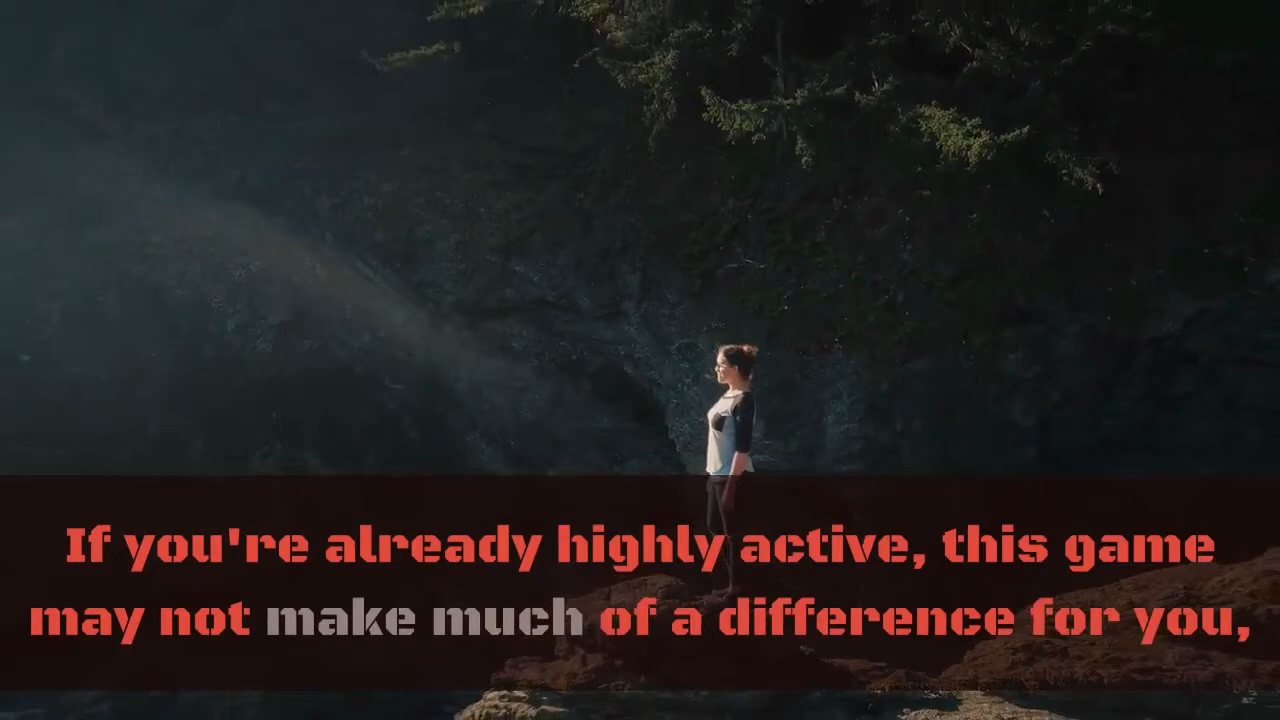 If you're already highly active, this game
may not make much of a difference for you,